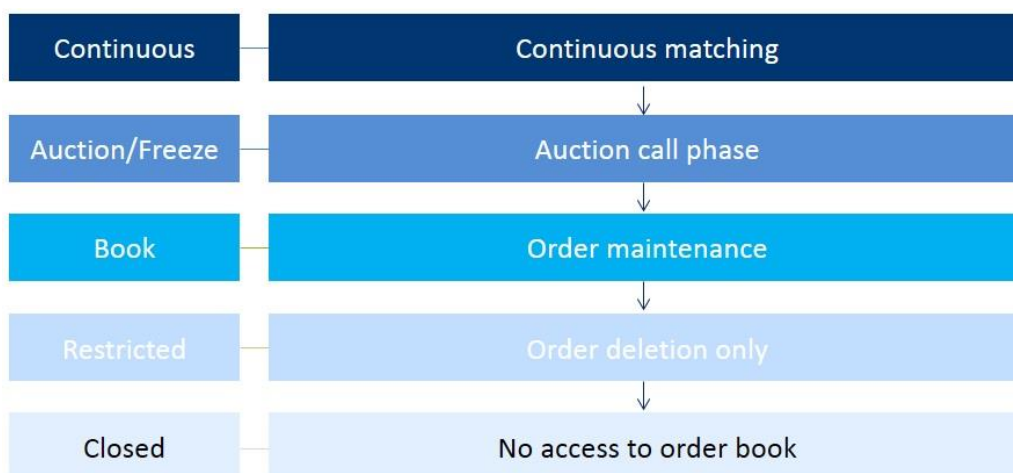 Continuous
Continuous matching
Auction/Freeze
Auction call phase
Book
Order maintenance
Restricted
Order deletion only
Closed
No access to order book